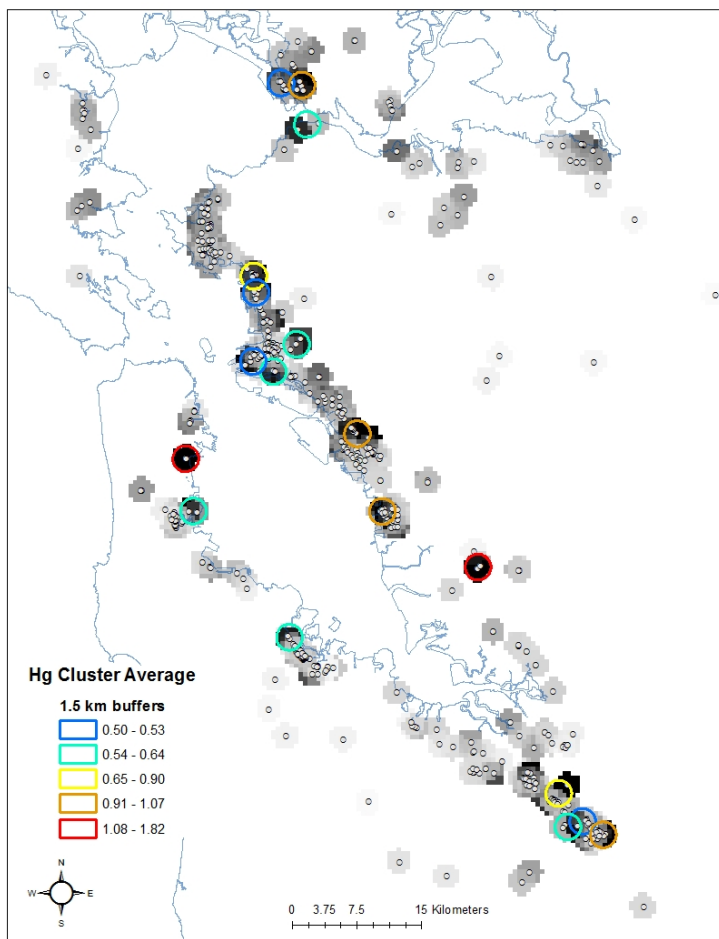 Hg Cluster Average
1.5 km buffers
0.50 - 0.53
0.54 - 0.64
0.65 - 0.90
0.91 - 1.07
1.08 - 1.82
N
W E
S
0 3.75 7.5 15 Kilometers